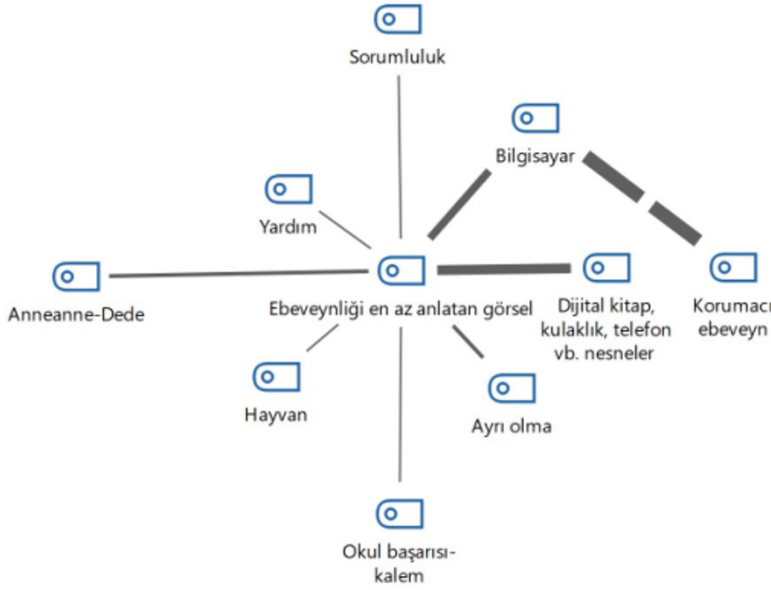 Sorumluluk
Bilgisayar
Yardım
Anneanne-Dede
Ebeveynliği en az anlatan görsel
Dijital kitap,
kulaklık, telefon
vb. nesneler
Korumacı
ebeveyn
Hayvan
Ayrı olma
Okul başarısı-
kalem